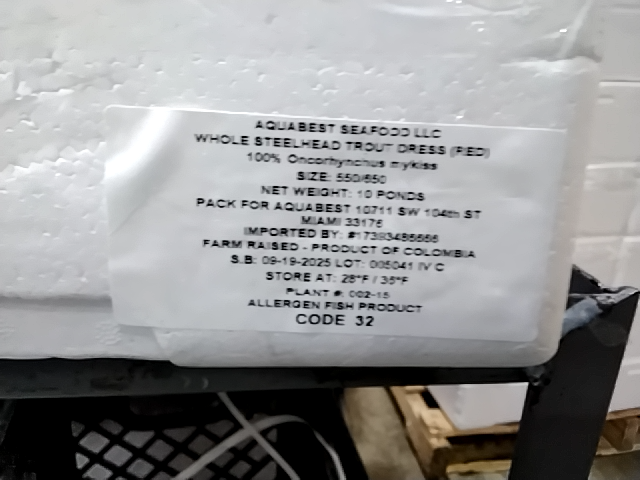 AQUABEST SEAFOOD LLC
WHOLE STEELHEAD TROUT DRESS (RED)
100% Oncorhynchus mykiss
SIZE: 550/650
NET WEIGHT: 10 PONDS
PACK FOR AQUABEST 10711 SW 104th ST
MIAMI 33176
IMPORTED BY:
FARM RAISED - PRODUCT OF COLOMBIA
S.B: 09-19-2025 LOT: 005041 IV C
STORE AT: 28°F / 35°F
PLANT #: 002-15
ALLERGEN FISH PRODUCT
CODE 32